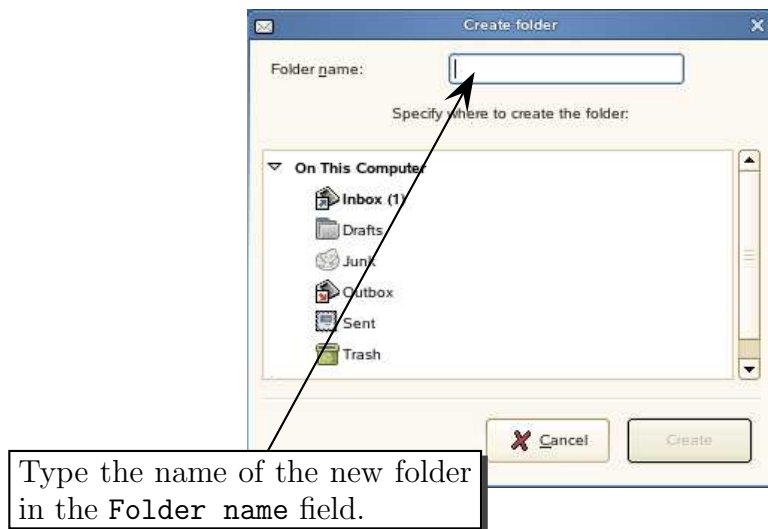 Create folder
Folder name:
Specify where to create the folder:
On This Computer
Inbox (1)
Drafts
Junk
Outbox
Sent
Trash
Cancel
Create
Type the name of the new folder
in the Folder name field.